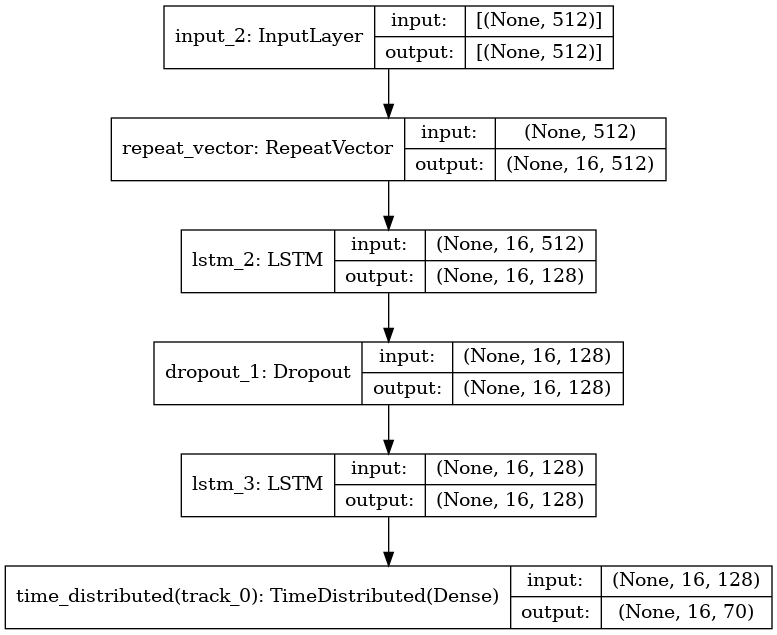 input_2: InputLayer
input:
[(None, 512)]
output:
[(None, 512)]
repeat_vector: RepeatVector
input:
(None, 512)
output:
(None, 16, 512)
lstm_2: LSTM
input:
(None, 16, 512)
output:
(None, 16, 128)
dropout_1: Dropout
input:
(None, 16, 128)
output:
(None, 16, 128)
lstm_3: LSTM
input:
(None, 16, 128)
output:
(None, 16, 128)
time_distributed(track_0): TimeDistributed(Dense)
input:
(None, 16, 128)
output:
(None, 16, 70)